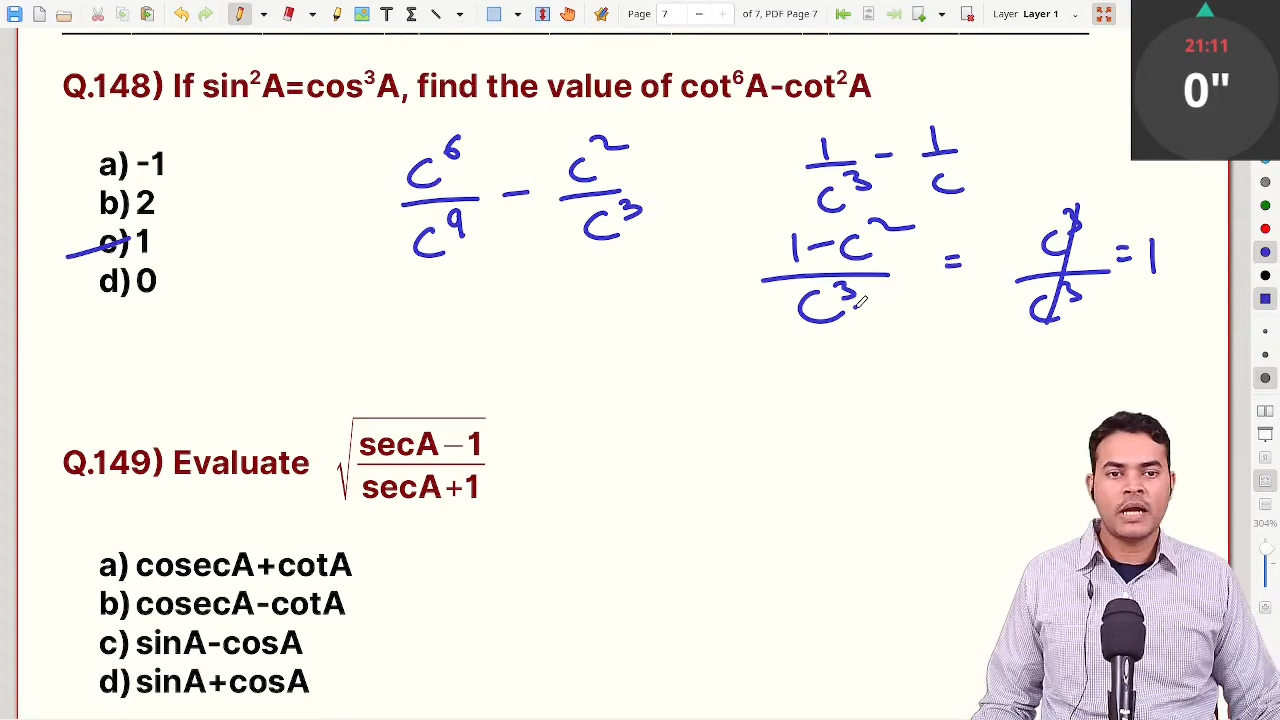 Page 7 of 7, PDF Page 7 Layer Layer 1
21:11
0"
Q.148) If sin²A=cos³A, find the value of cot⁶A-cot²A
a) -1
b) 2
c) 1
d) 0
C⁶/C⁹ - C²/C³
1/C³ - 1/C
1-C²/C³ = C³/C³ = 1
304%
Q.149) Evaluate √(secA-1/secA+1)
a) cosecA+cotA
b) cosecA-cotA
c) sinA-cosA
d) sinA+cosA